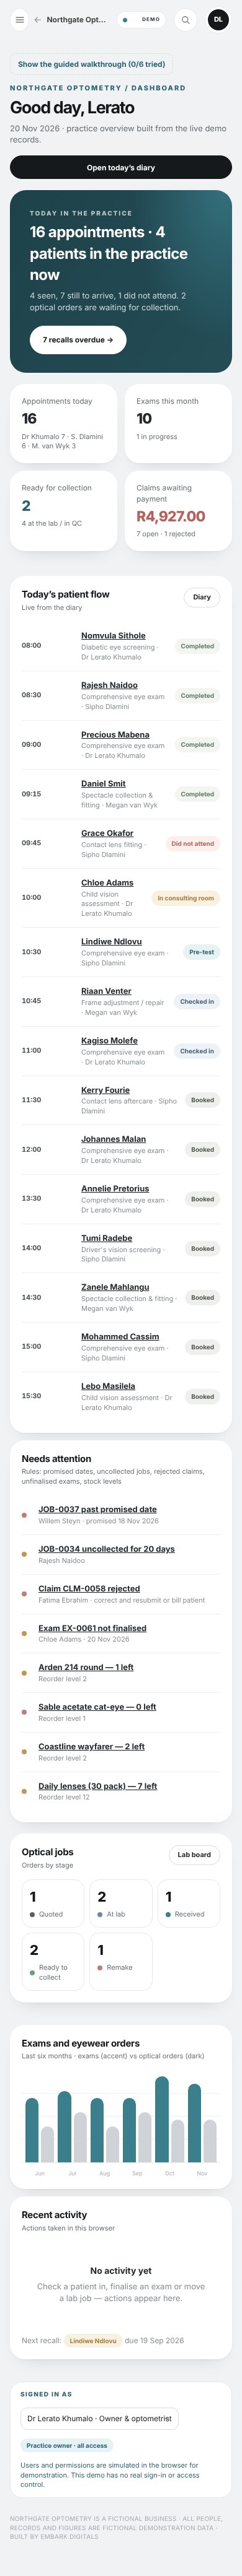 Northgate Opt...
DEMO
DL
Show the guided walkthrough (0/6 tried)
NORTHGATE OPTOMETRY / DASHBOARD
Good day, Lerato
20 Nov 2026 · practice overview built from the live demo
records.
Open today's diary
TODAY IN THE PRACTICE
16 appointments · 4
patients in the practice
now
4 seen, 7 still to arrive, 1 did not attend. 2
optical orders are waiting for collection.
7 recalls overdue →
Appointments today
16
Dr Khumalo 7 · S. Dlamini
6 · M. van Wyk 3
Exams this month
10
1 in progress
Ready for collection
2
4 at the lab / in QC
Claims awaiting
payment
R4,927.00
7 open · 1 rejected
Today's patient flow
Live from the diary
Diary
08:00
Nomvula Sithole
Diabetic eye screening ·
Dr Lerato Khumalo
Completed
08:30
Rajesh Naidoo
Comprehensive eye exam
· Sipho Dlamini
Completed
09:00
Precious Mabena
Comprehensive eye exam
· Dr Lerato Khumalo
Completed
09:15
Daniel Smit
Spectacle collection &
fitting · Megan van Wyk
Completed
09:45
Grace Okafor
Contact lens fitting ·
Sipho Dlamini
Did not attend
10:00
Chloe Adams
Child vision
assessment · Dr
Lerato Khumalo
In consulting room
10:30
Lindiwe Ndlovu
Comprehensive eye exam ·
Sipho Dlamini
Pre-test
10:45
Riaan Venter
Frame adjustment / repair
· Megan van Wyk
Checked in
11:00
Kagiso Molefe
Comprehensive eye exam
· Dr Lerato Khumalo
Checked in
11:30
Kerry Fourie
Contact lens aftercare · Sipho
Dlamini
Booked
12:00
Johannes Malan
Comprehensive eye exam ·
Dr Lerato Khumalo
Booked
13:30
Annelie Pretorius
Comprehensive eye exam ·
Dr Lerato Khumalo
Booked
14:00
Tumi Radebe
Driver's vision screening ·
Sipho Dlamini
Booked
14:30
Zanele Mahlangu
Spectacle collection & fitting ·
Megan van Wyk
Booked
15:00
Mohammed Cassim
Comprehensive eye exam ·
Sipho Dlamini
Booked
15:30
Lebo Masilela
Child vision assessment · Dr
Lerato Khumalo
Booked
Needs attention
Rules: promised dates, uncollected jobs, rejected claims,
unfinalised exams, stock levels
JOB-0037 past promised date
Willem Steyn · promised 18 Nov 2026
JOB-0034 uncollected for 20 days
Rajesh Naidoo
Claim CLM-0058 rejected
Fatima Ebrahim · correct and resubmit or bill patient
Exam EX-0061 not finalised
Chloe Adams · 20 Nov 2026
Arden 214 round — 1 left
Reorder level 2
Sable acetate cat-eye — 0 left
Reorder level 1
Coastline wayfarer — 2 left
Reorder level 2
Daily lenses (30 pack) — 7 left
Reorder level 12
Optical jobs
Orders by stage
Lab board
1
Quoted
2
At lab
1
Received
2
Ready to
collect
1
Remake
Exams and eyewear orders
Last six months · exams (accent) vs optical orders (dark)
Jun
Jul
Aug
Sep
Oct
Nov
Recent activity
Actions taken in this browser
No activity yet
Check a patient in, finalise an exam or move
a lab job — actions appear here.
Next recall: Lindiwe Ndlovu due 19 Sep 2026
SIGNED IN AS
Dr Lerato Khumalo · Owner & optometrist
Practice owner · all access
Users and permissions are simulated in the browser for
demonstration. This demo has no real sign-in or access
control.
NORTHGATE OPTOMETRY IS A FICTIONAL BUSINESS · ALL PEOPLE,
RECORDS AND FIGURES ARE FICTIONAL DEMONSTRATION DATA ·
BUILT BY EMBARK DIGITALS